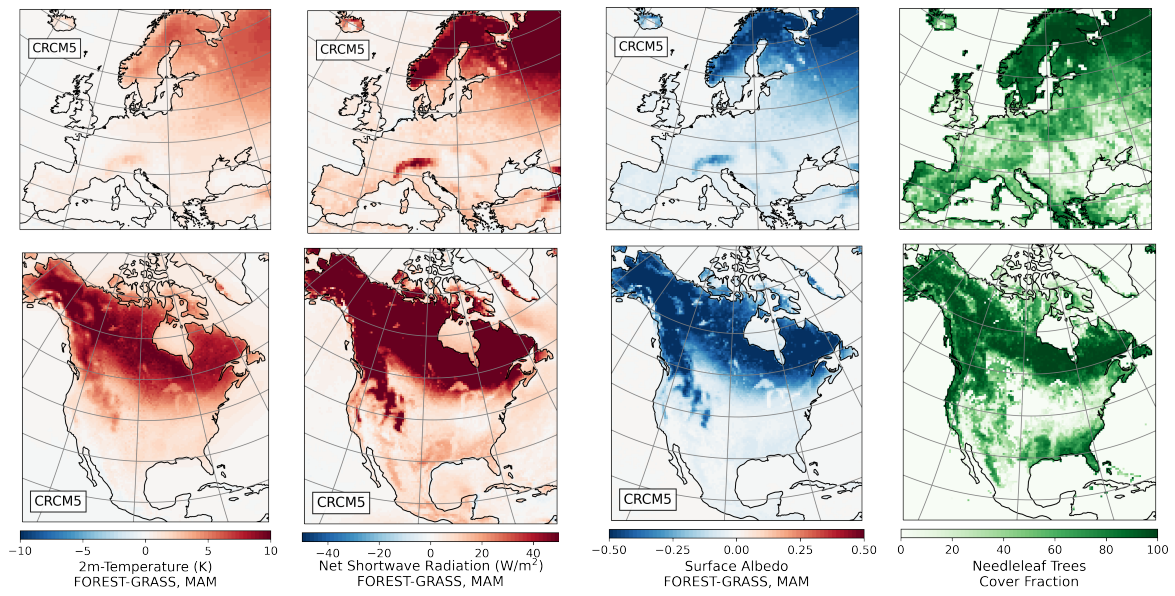 CRCM5
CRCM5
CRCM5
CRCM5
CRCM5
−10 −5 0 5 10
2m-Temperature (K)
FOREST-GRASS, MAM
−40 −20 0 20 40
Net Shortwave Radiation (W/m²)
FOREST-GRASS, MAM
−0.50 −0.25 0.00 0.25 0.50
Surface Albedo
FOREST-GRASS, MAM
0 20 40 60 80 100
Needleleaf Trees
Cover Fraction